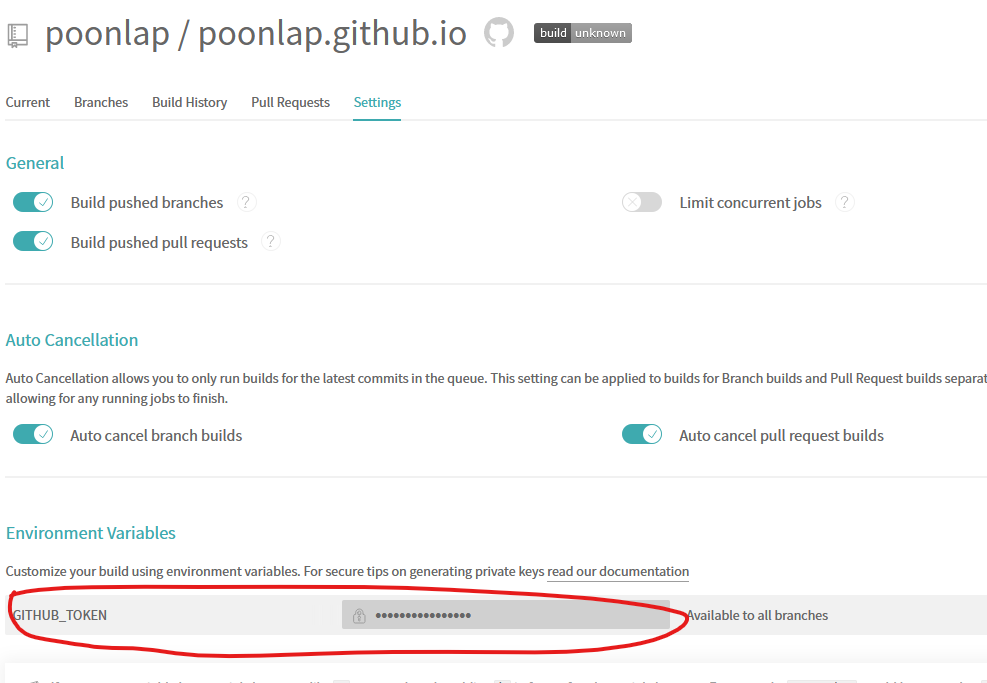 poonlap / poonlap.github.io build unknown
Current Branches Build History Pull Requests Settings
General
Build pushed branches ? Limit concurrent jobs ?
Build pushed pull requests ?
Auto Cancellation
Auto Cancellation allows you to only run builds for the latest commits in the queue. This setting can be applied to builds for Branch builds and Pull Request builds
allowing for any running jobs to finish.
Auto cancel branch builds Auto cancel pull request builds
Environment Variables
Customize your build using environment variables. For secure tips on generating private keys read our documentation
GITHUB_TOKEN •••••••••••••••• Available to all branches